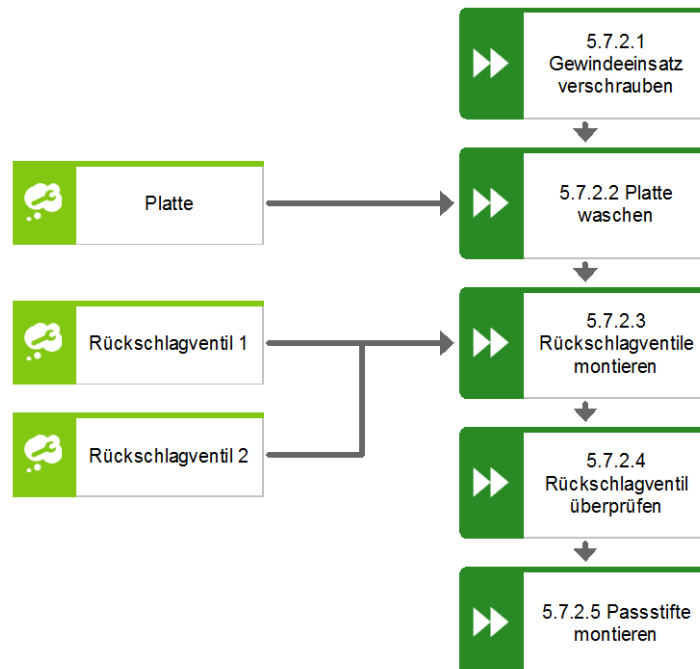 5.7.2.1
Gewindeeinsatz
verschrauben
Platte
5.7.2.2 Platte
waschen
Rückschlagventil 1
5.7.2.3
Rückschlagventile
montieren
Rückschlagventil 2
5.7.2.4
Rückschlagventil
überprüfen
5.7.2.5 Passstifte
montieren